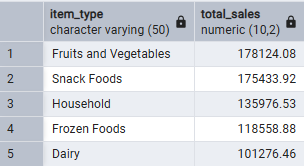 item_type total_sales
character varying (50) numeric (10,2)
1 Fruits and Vegetables 178124.08
2 Snack Foods 175433.92
3 Household 135976.53
4 Frozen Foods 118558.88
5 Dairy 101276.46